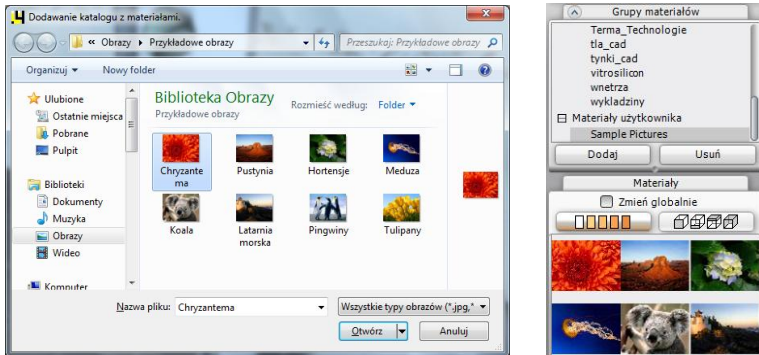 Dodawanie katalogu z materiałami.
« Obrazy ▸ Przykładowe obrazy
Przeszukaj: Przykładowe obrazy
Organizuj
Nowy folder
Ulubione
Ostatnie miejsca
Pobrane
Pulpit
Biblioteki
Dokumenty
Muzyka
Obrazy
Wideo
Komputer
Biblioteka Obrazy
Przykładowe obrazy
Rozmieść według: Folder
Chryzante
ma
Pustynia
Hortensje
Meduza
Koala
Latarnia
morska
Pingwiny
Tulipany
Nazwa pliku: Chryzantema
Wszystkie typy obrazów (*.jpg,*
Otwórz
Anuluj
Grupy materiałów
Terma_Technologie
tla_cad
tynki_cad
vitrosilicon
wnetrza
wykladziny
Materiały użytkownika
Sample Pictures
Dodaj
Usuń
Materiały
Zmień globalnie